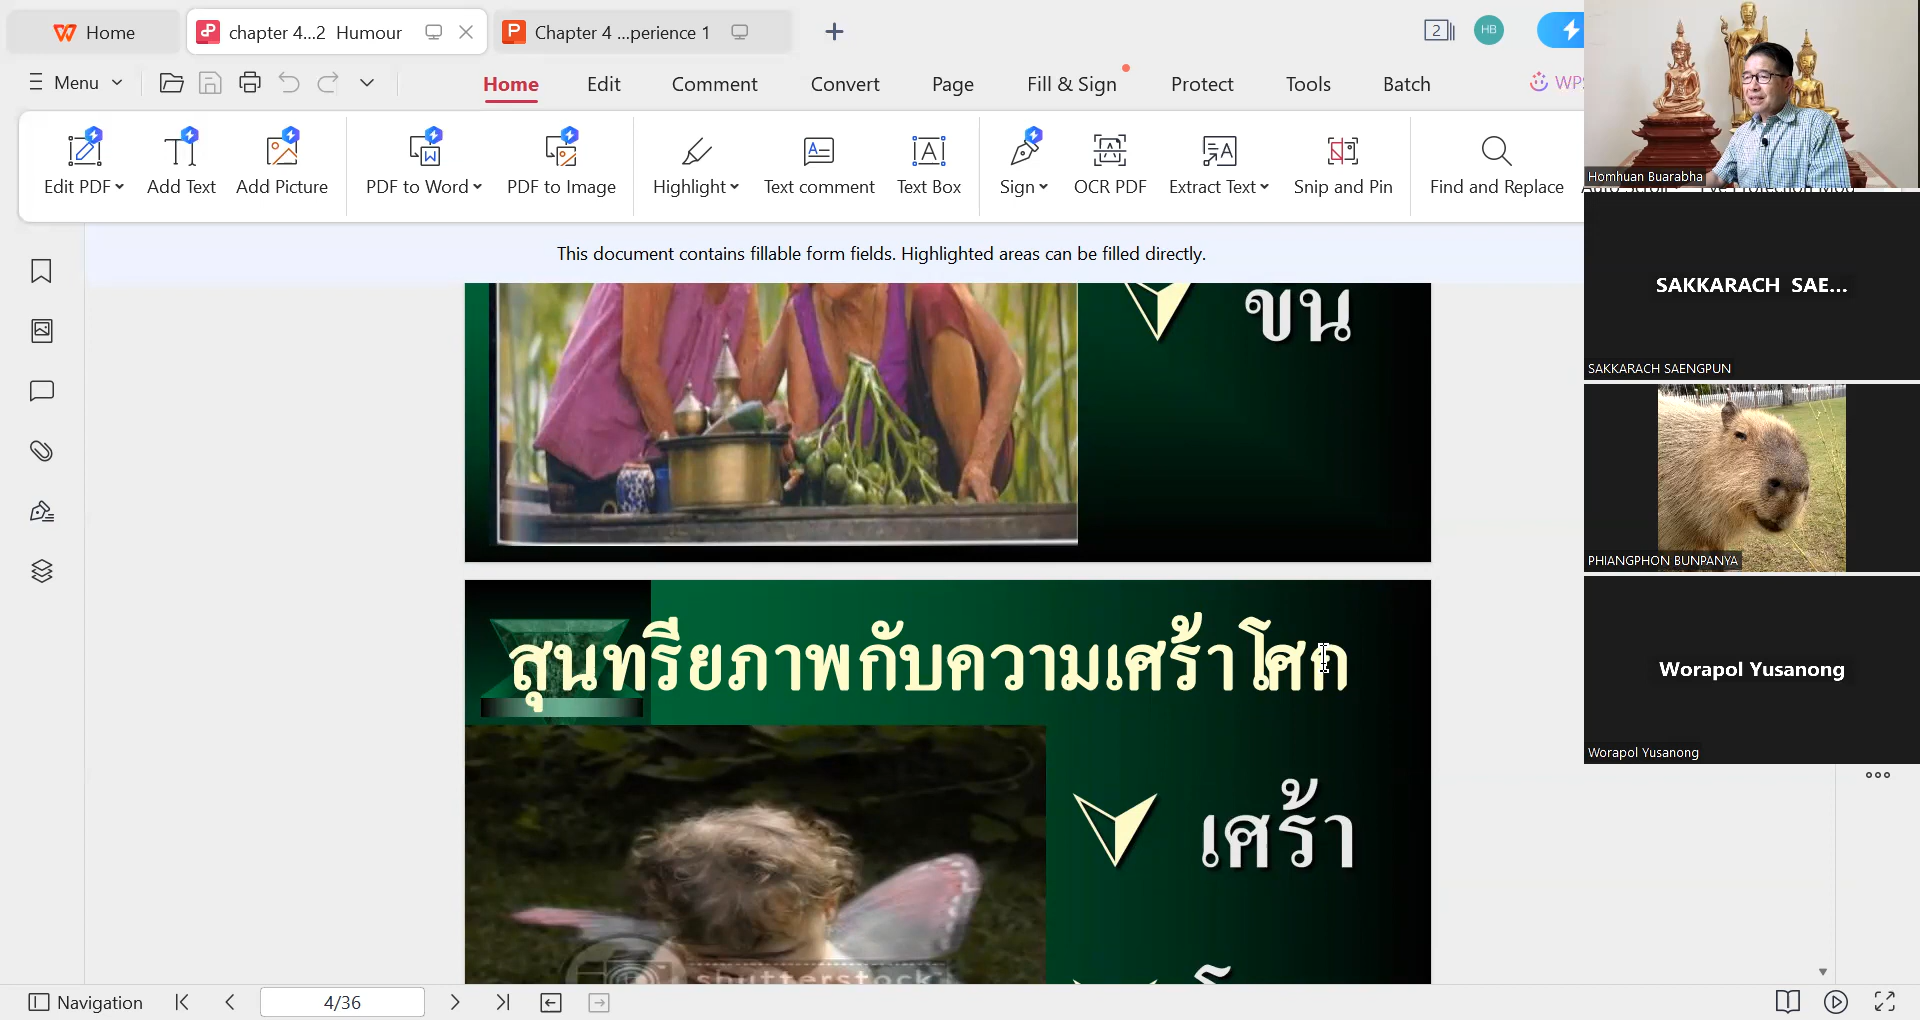 Home
chapter 4...2 Humour
Chapter 4 ...perience 1
2
HB
Menu
Home
Edit
Comment
Convert
Page
Fill & Sign
Protect
Tools
Batch
WPS
Edit PDF
Add Text
Add Picture
PDF to Word
PDF to Image
Highlight
Text comment
Text Box
Sign
OCR PDF
Extract Text
Snip and Pin
Find and Replace
Homhuan Buarabha
This document contains fillable form fields. Highlighted areas can be filled directly.
SAKKARACH SAE...
SAKKARACH SAENGPUN
PHIANGPHON BUNPANYA
Worapol Yusanong
Worapol Yusanong
ขัน
สุนทรียภาพกับความเศร้าโศก
เศร้า
shutterstock
Navigation
4/36